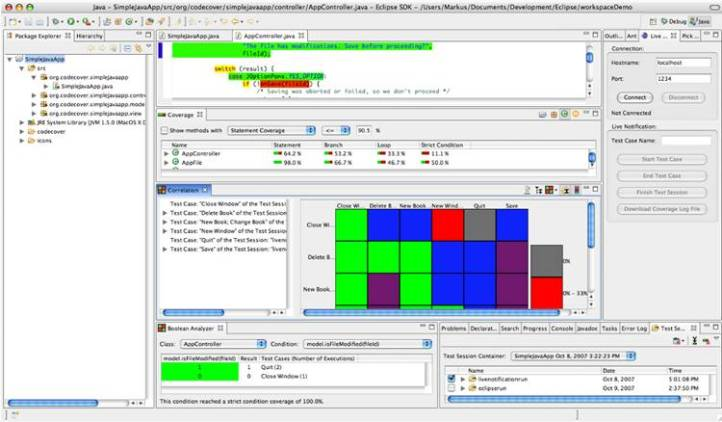 Java - SimpleJavaApp/src/org/codecover/simplejavaapp/controller/AppController.java - Eclipse SDK - /Users/Markus/Documents/Development/Eclipse/workspaceDemo
Debug Java
Package Explorer Hierarchy
SimpleJavaApp
src
org.codecover.simplejavaapp
SimpleJavaApp.java
org.codecover.simplejavaapp.contro
org.codecover.simplejavaapp.mode
org.codecover.simplejavaapp.view
JRE System Library [JVM 1.5.0 (MacOS X D
codecover
icons
SimpleJavaApp.java AppController.java
"The file has modifications. Save before proceeding?",
fileId);
switch (result) {
case JOptionPane.YES_OPTION:
if (!onSave(fileId)) {
/* Saving was aborted or failed, so we don't proceed */
Coverage
Show methods with Statement Coverage <= 90.5 %
Name Statement Branch Loop Strict Condition
AppController 64.2 % 53.2 % 33.3 % 11.1 %
AppFile 98.0 % 66.7 % 46.7 % 50.0 %
Correlation
Test Case: "Close Window" of the Test Sessi
Test Case: "Delete Book" of the Test Session
Test Case: "New Book, Change Book" of the
Test Case: "New Window" of the Test Session
Test Case: "Quit" of the Test Session: "liveno
Test Case: "Save" of the Test Session: "liven
Close Wi... Delete B... New Book... New Wind... Quit Save
Close Wi...
Delete B...
New Book...
0%
0% - 33%
Boolean Analyzer
Class: AppController Condition: model.isFileModified(fileId)
model.isFileModified(fileId) Result Test Cases (Number of Executions)
1 1 Quit (2)
0 0 Close Window (1)
This condition reached a strict condition coverage of 100.0%.
Outli... Ant Live ... Pick ...
Connection:
Hostname: localhost
Port: 1234
Connect Disconnect
Not Connected
Live Notification:
Test Case Name:
Start Test Case
End Test Case
Finish Test Session
Download Coverage Log File
Problems Declarat... Search Progress Console Javadoc Tasks Error Log Test Se...
Test Session Container: SimpleJavaApp Oct 8, 2007 3:22:23 PM
Name Date Time
livenotificationrun Oct 8, 2007 5:01:08 PM
eclipserun Oct 9, 2007 2:37:50 PM